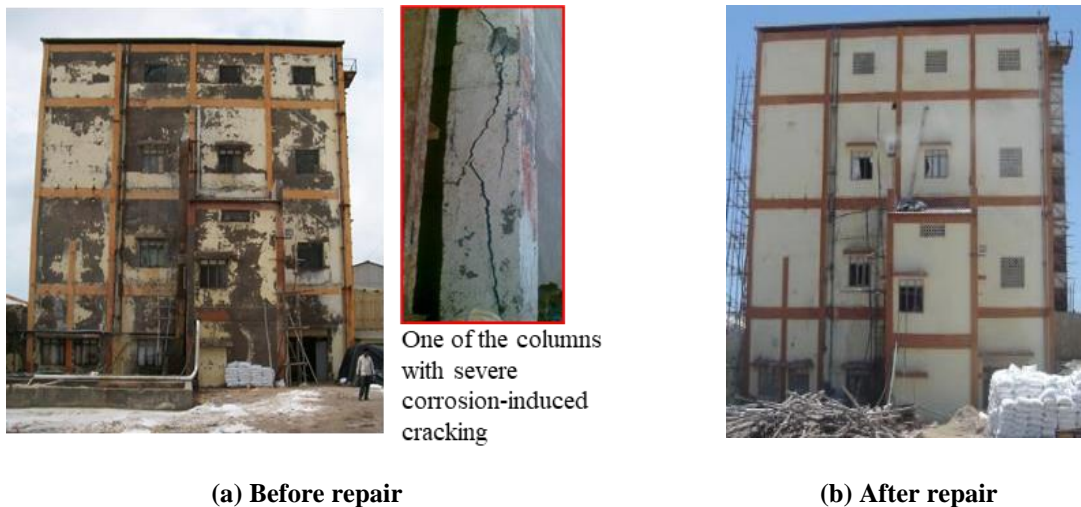 One of the columns
with severe
corrosion-induced
cracking
(a) Before repair
(b) After repair